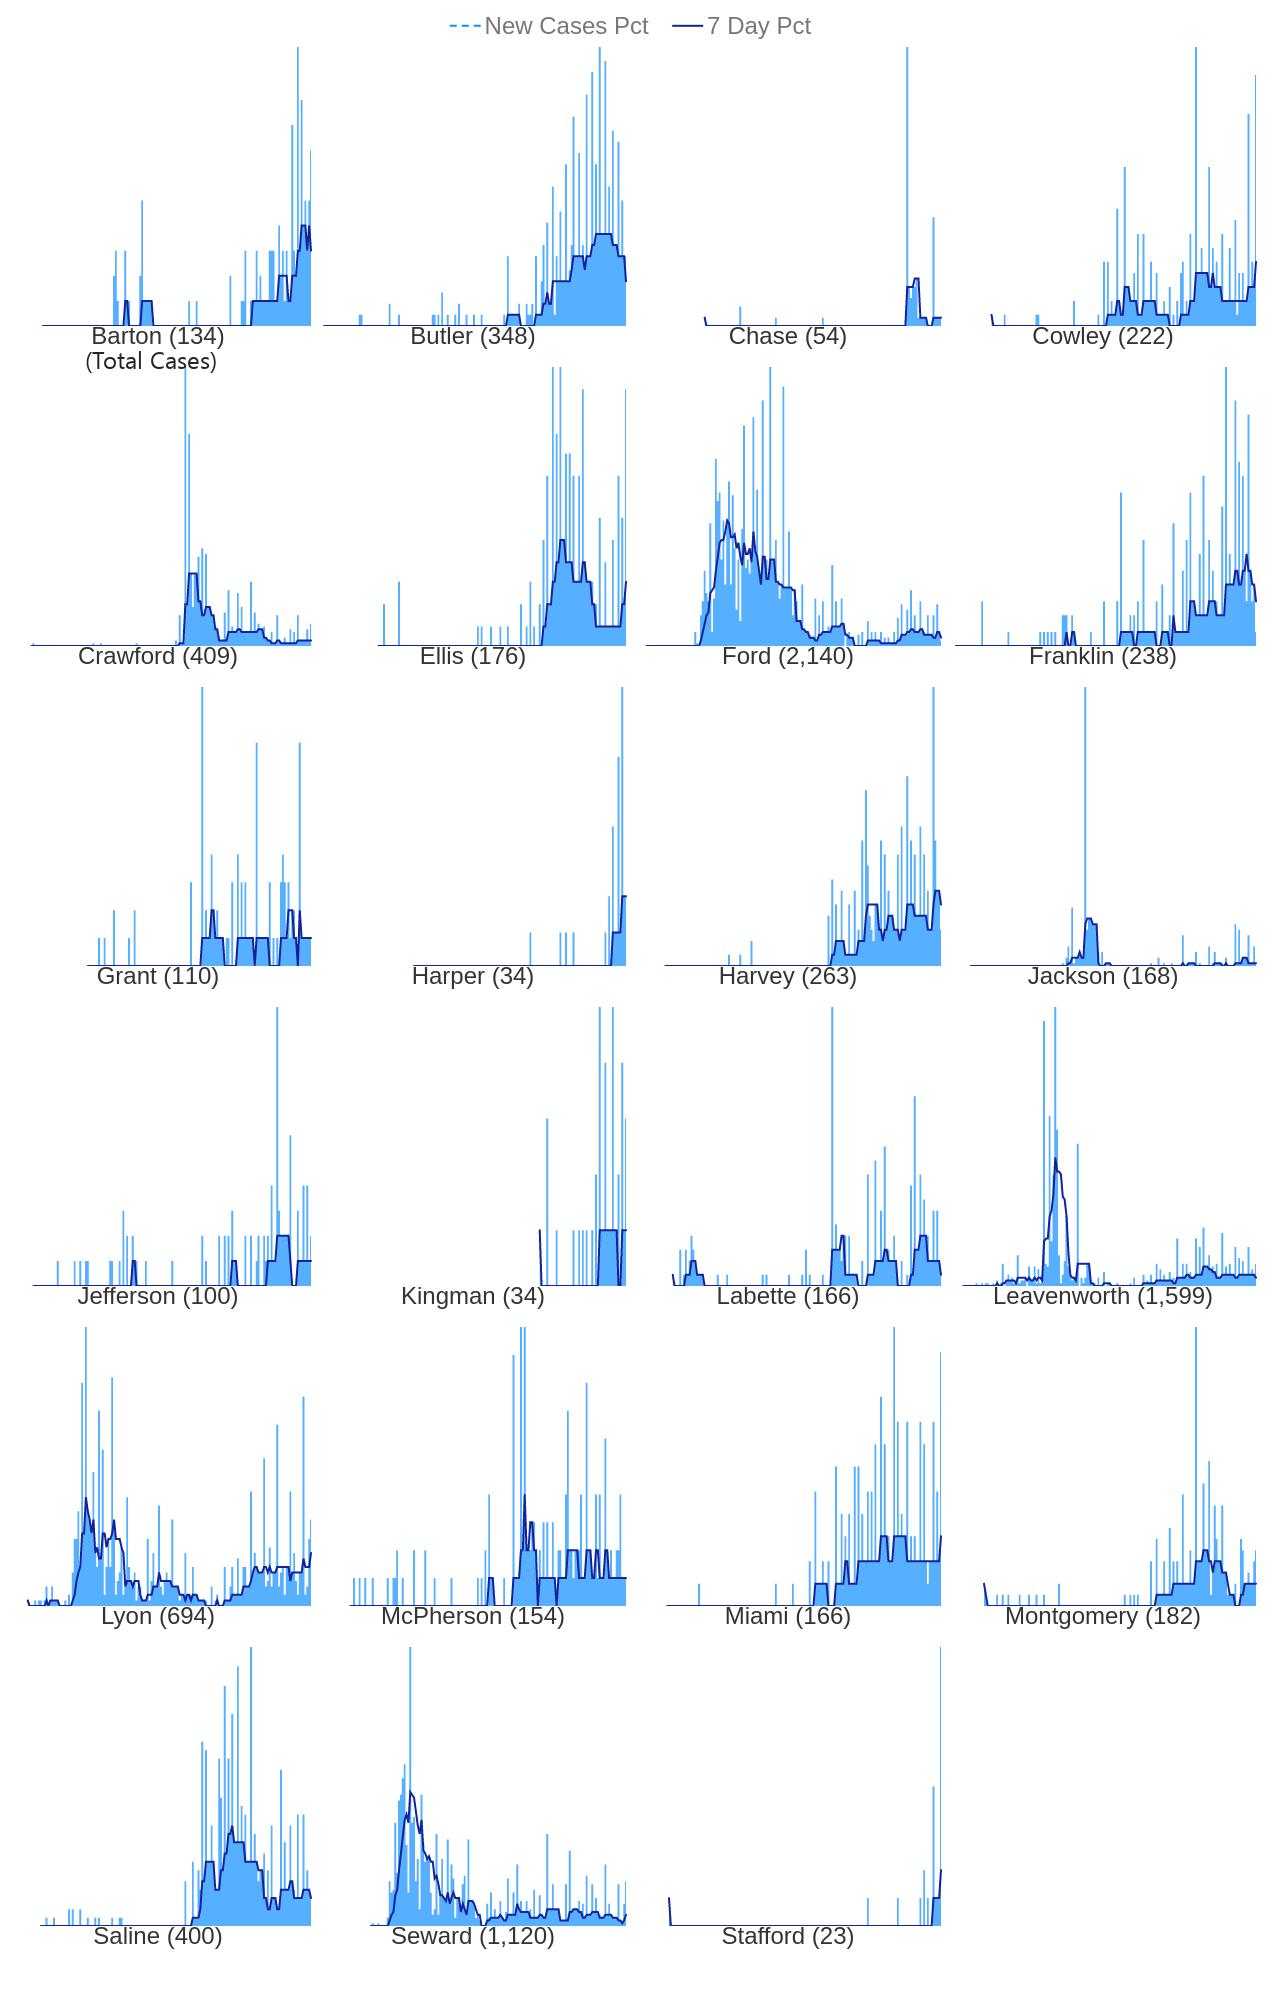 New Cases Pct 7 Day Pct
Barton (134) Butler (348) Chase (54) Cowley (222)
(Total Cases)
Crawford (409) Ellis (176) Ford (2,140) Franklin (238)
Grant (110) Harper (34) Harvey (263) Jackson (168)
Jefferson (100) Kingman (34) Labette (166) Leavenworth (1,599)
Lyon (694) McPherson (154) Miami (166) Montgomery (182)
Saline (400) Seward (1,120) Stafford (23)